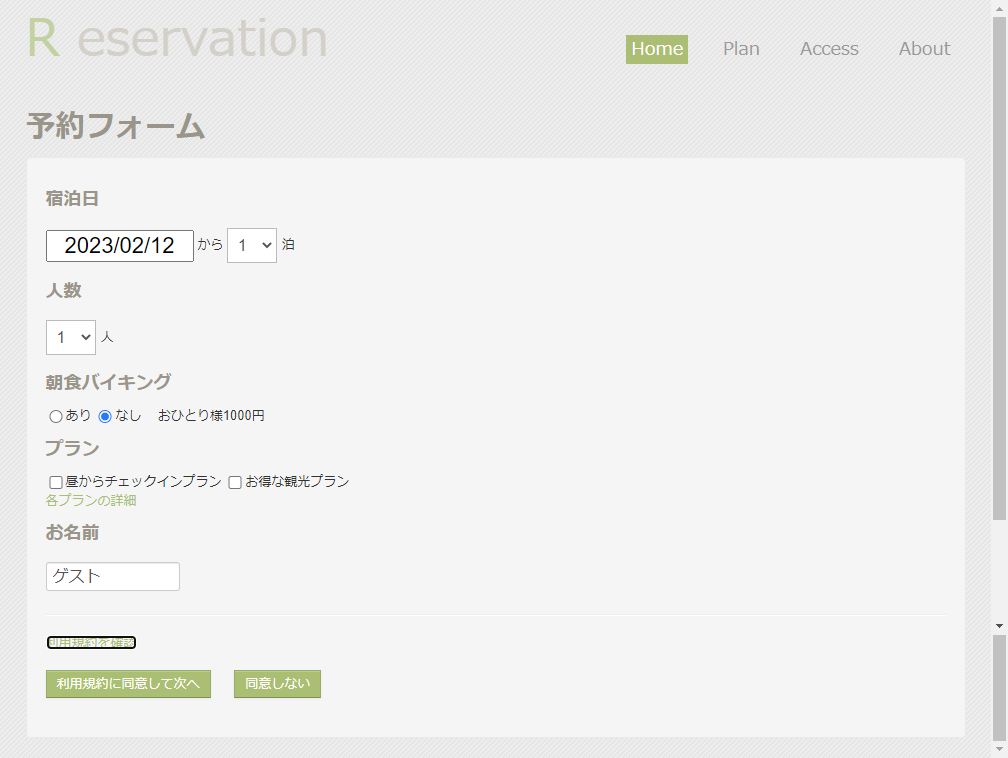 R eservation
Home Plan Access About
予約フォーム
宿泊日
2023/02/12 から 1 泊
人数
1 人
朝食バイキング
あり なし おひとり様1000円
プラン
昼からチェックインプラン お得な観光プラン
各プランの詳細
お名前
ゲスト
利用規約を確認
利用規約に同意して次へ 同意しない